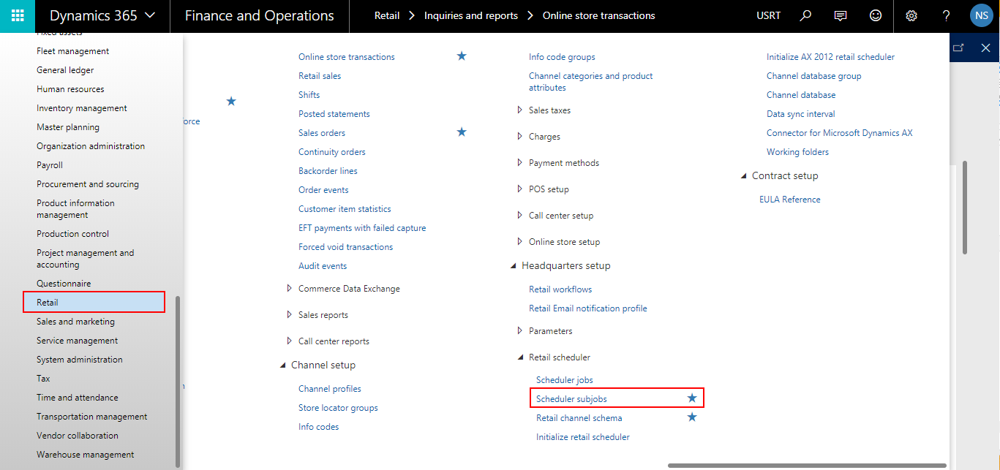 Dynamics 365
Finance and Operations
Retail > Inquiries and reports > Online store transactions
USRT
?
NS
Fixed assets
Fleet management
General ledger
Human resources
Inventory management
Master planning
Organization administration
Payroll
Procurement and sourcing
Product information
management
Production control
Project management and
accounting
Questionnaire
Retail
Sales and marketing
Service management
System administration
Tax
Time and attendance
Transportation management
Vendor collaboration
Warehouse management
Online store transactions
Retail sales
Shifts
Posted statements
Sales orders
Continuity orders
Backorder lines
Order events
Customer item statistics
EFT payments with failed capture
Forced void transactions
Audit events
Commerce Data Exchange
Sales reports
Call center reports
Channel setup
Channel profiles
Store locator groups
Info codes
Info code groups
Channel categories and product
attributes
Sales taxes
Charges
Payment methods
POS setup
Call center setup
Online store setup
Headquarters setup
Retail workflows
Retail Email notification profile
Parameters
Retail scheduler
Scheduler jobs
Scheduler subjobs
Retail channel schema
Initialize retail scheduler
Initialize AX 2012 retail scheduler
Channel database group
Channel database
Data sync interval
Connector for Microsoft Dynamics AX
Working folders
Contract setup
EULA Reference